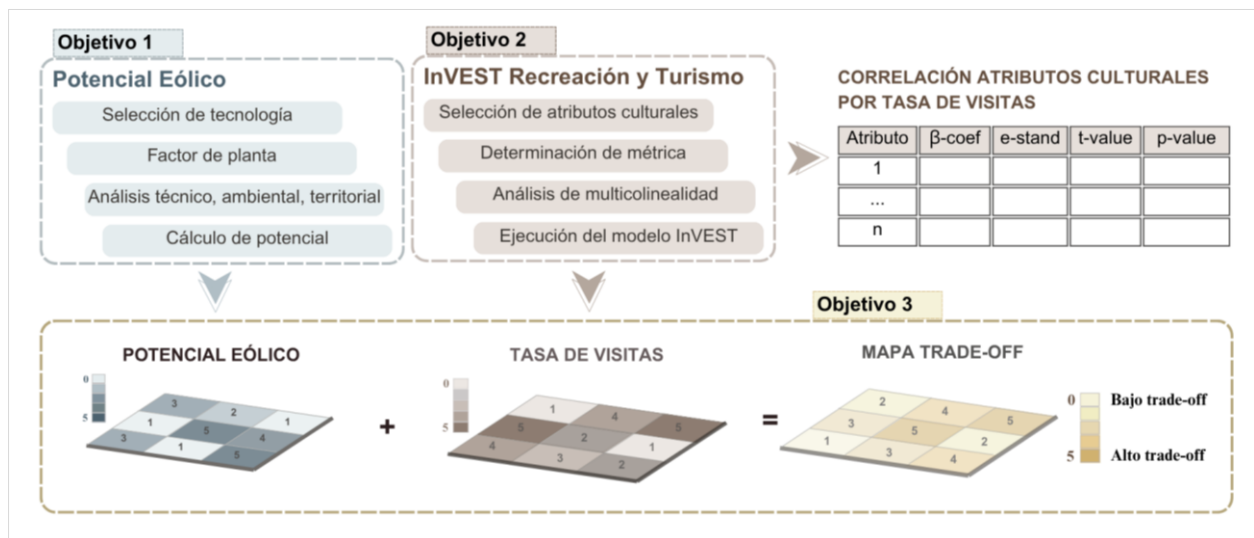 Objetivo 1
Potencial Eólico
Selección de tecnología
Factor de planta
Análisis técnico, ambiental, territorial
Cálculo de potencial
Objetivo 2
InVEST Recreación y Turismo
Selección de atributos culturales
Determinación de métrica
Análisis de multicolinealidad
Ejecución del modelo InVEST
CORRELACIÓN ATRIBUTOS CULTURALES
POR TASA DE VISITAS
Atributo β-coef e-stand t-value p-value
1
...
n
Objetivo 3
POTENCIAL EÓLICO
0
5
3 2 1
1 5 4
3 1 5
+
TASA DE VISITAS
0
5
1 4 5
5 2 1
4 3 2
=
MAPA TRADE-OFF
2 4 5
3 5 2
1 3 4
0 Bajo trade-off
5 Alto trade-off